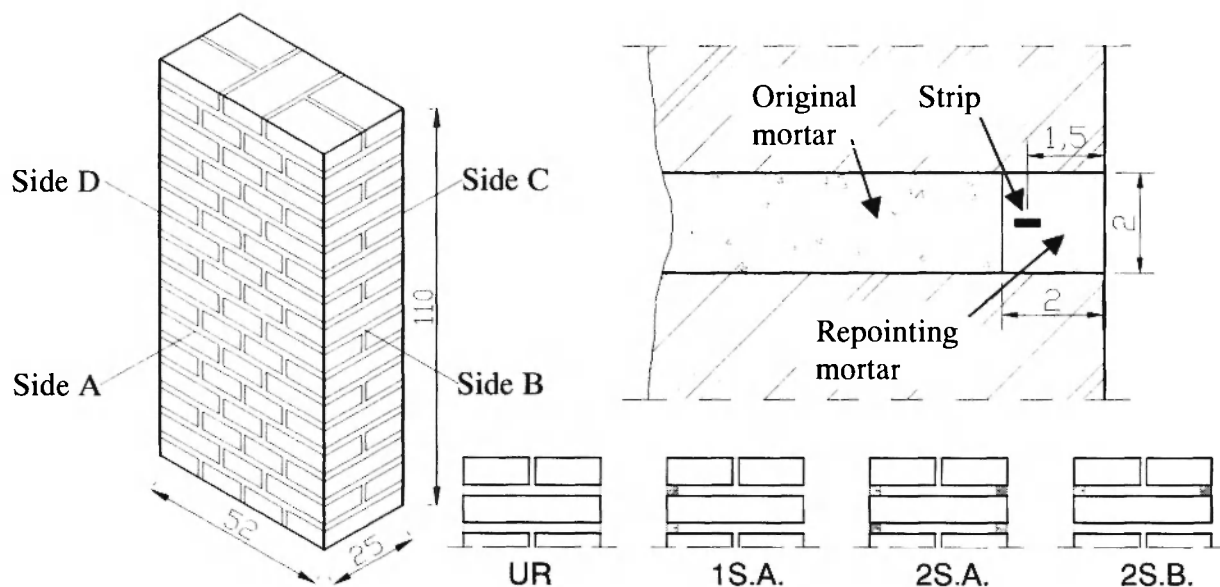 Side D
Side C
Side A
Side B
110
52
25
Original
mortar
Strip
1,5
2
2
Repointing
mortar
UR
1S.A.
2S.A.
2S.B.